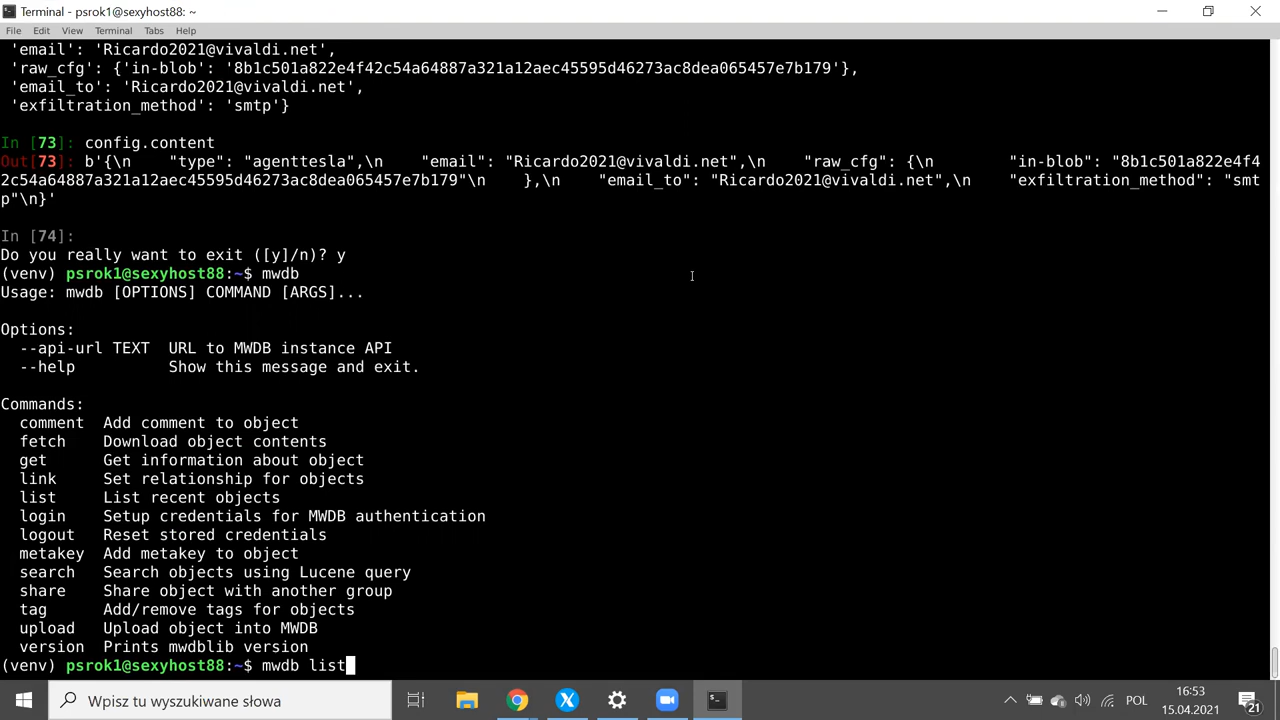 Terminal - psrok1@sexyhost88: ~
File Edit View Terminal Tabs Help
'email': 'Ricardo2021@vivaldi.net',
'raw_cfg': {'in-blob': '8b1c501a822e4f42c54a64887a321a12aec45595d46273ac8dea065457e7b179'},
'email_to': 'Ricardo2021@vivaldi.net',
'exfiltration_method': 'smtp'}
In [73]: config.content
Out[73]: b'{\n    "type": "agenttesla",\n    "email": "Ricardo2021@vivaldi.net",\n    "raw_cfg": {\n        "in-blob": "8b1c501a822e4f4
2c54a64887a321a12aec45595d46273ac8dea065457e7b179"\n    },\n    "email_to": "Ricardo2021@vivaldi.net",\n    "exfiltration_method": "smt
p"\n}'
In [74]:
Do you really want to exit ([y]/n)? y
(venv) psrok1@sexyhost88:~$ mwdb
Usage: mwdb [OPTIONS] COMMAND [ARGS]...
Options:
--api-url TEXT  URL to MWDB instance API
--help          Show this message and exit.
Commands:
comment  Add comment to object
fetch    Download object contents
get      Get information about object
link     Set relationship for objects
list     List recent objects
login    Setup credentials for MWDB authentication
logout   Reset stored credentials
metakey  Add metakey to object
search   Search objects using Lucene query
share    Share object with another group
tag      Add/remove tags for objects
upload   Upload object into MWDB
version  Prints mwdblib version
(venv) psrok1@sexyhost88:~$ mwdb list
Wpisz tu wyszukiwane słowa
POL
16:53
15.04.2021
21